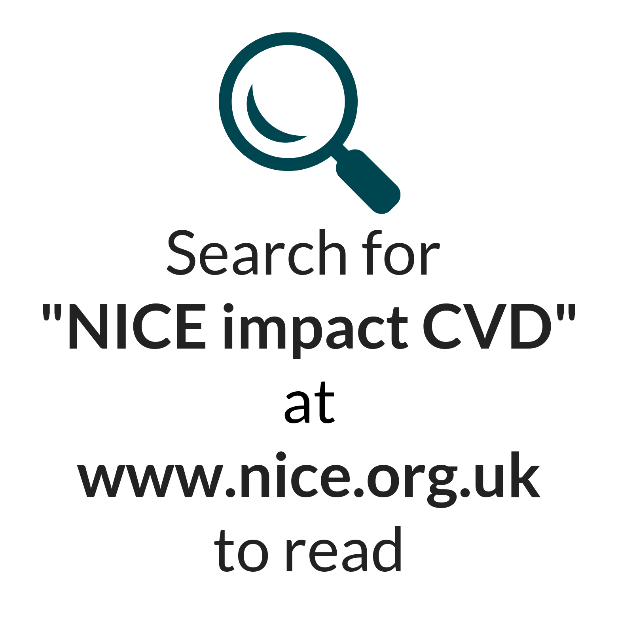 Search for
"NICE impact CVD"
at
www.nice.org.uk
to read